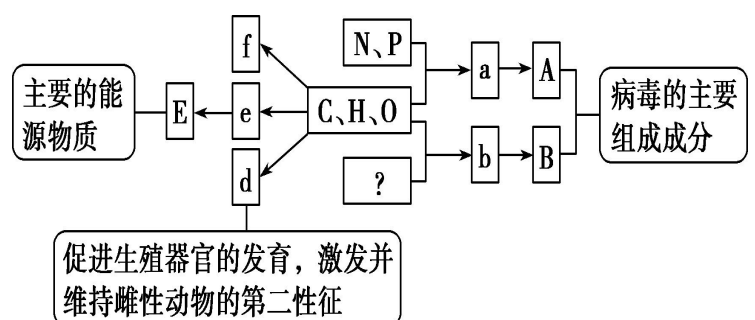 f
N、P
a
A
主要的能
源物质
E
e
C、H、O
病毒的主要
组成成分
d
?
b
B
促进生殖器官的发育，激发并
维持雌性动物的第二性征